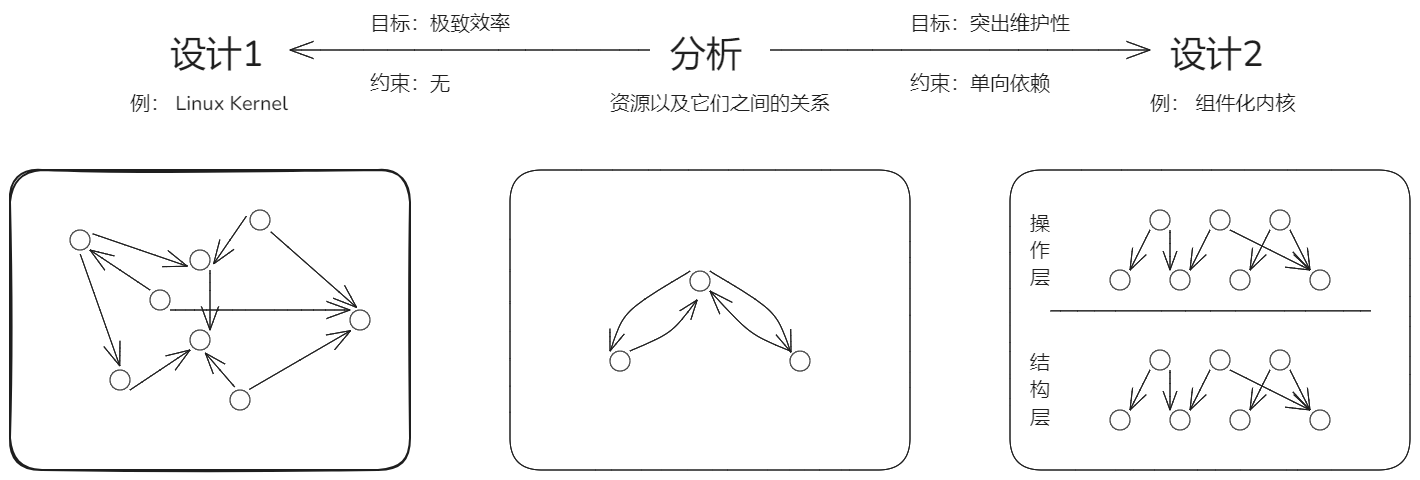 目标：极致效率
目标：突出维护性
设计1
分析
设计2
约束：无
约束：单向依赖
例： Linux Kernel
资源以及它们之间的关系
例： 组件化内核
操作层
结构层